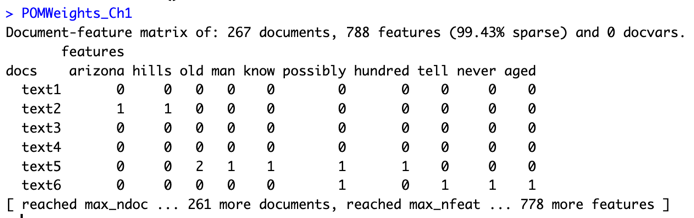 > POMWeights_Ch1
Document-feature matrix of: 267 documents, 788 features (99.43% sparse) and 0 docvars.
       features
docs    arizona hills old man know possibly hundred tell never aged
  text1       0     0   0   0    0        0       0    0     0    0
  text2       1     1   0   0    0        0       0    0     0    0
  text3       0     0   0   0    0        0       0    0     0    0
  text4       0     0   0   0    0        0       0    0     0    0
  text5       0     0   2   1    1        1       1    0     0    0
  text6       0     0   0   0    0        1       0    1     1    1
[ reached max_ndoc ... 261 more documents, reached max_nfeat ... 778 more features ]